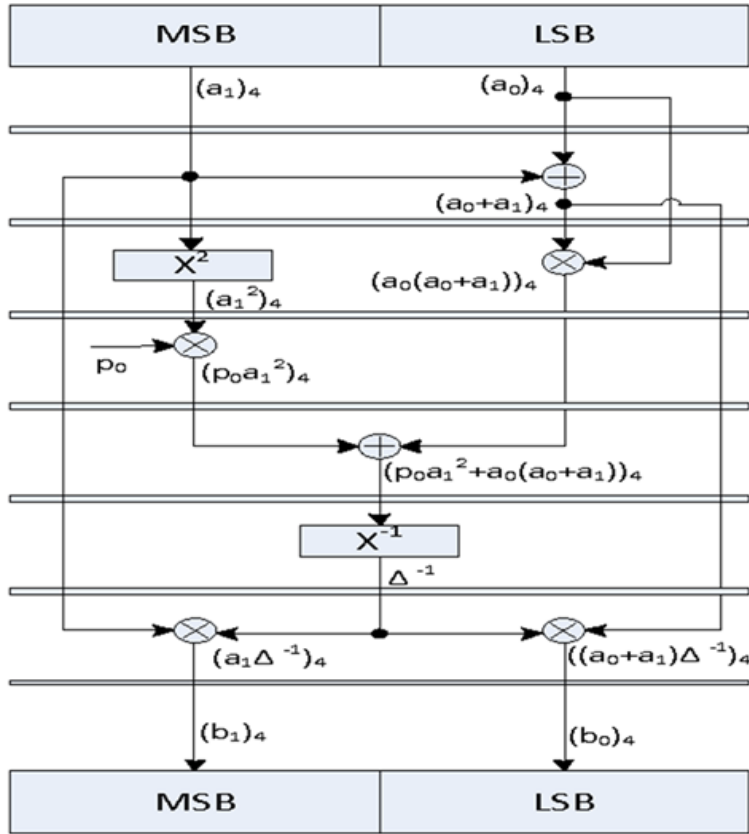 MSB LSB
(a₁)₄ (a₀)₄
(a₀+a₁)₄
X² (a₀(a₀+a₁))₄
(a₁²)₄
p₀ (p₀a₁²)₄
(p₀a₁²+a₀(a₀+a₁))₄
X⁻¹
Δ⁻¹
(a₁Δ⁻¹)₄ ((a₀+a₁)Δ⁻¹)₄
(b₁)₄ (b₀)₄
MSB LSB